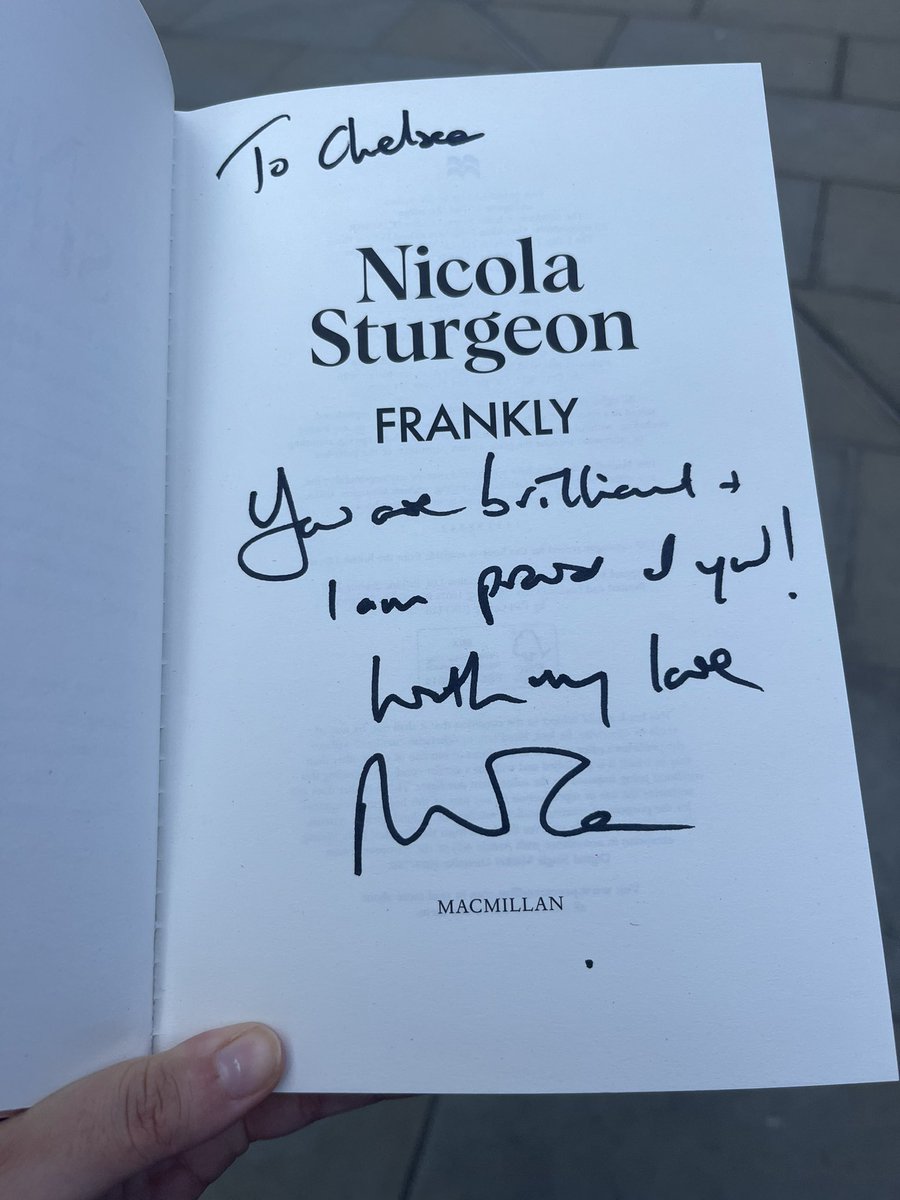 To Chelsea
Nicola
Sturgeon
FRANKLY
You are brilliant +
I am proud of you!
With my love
MACMILLAN